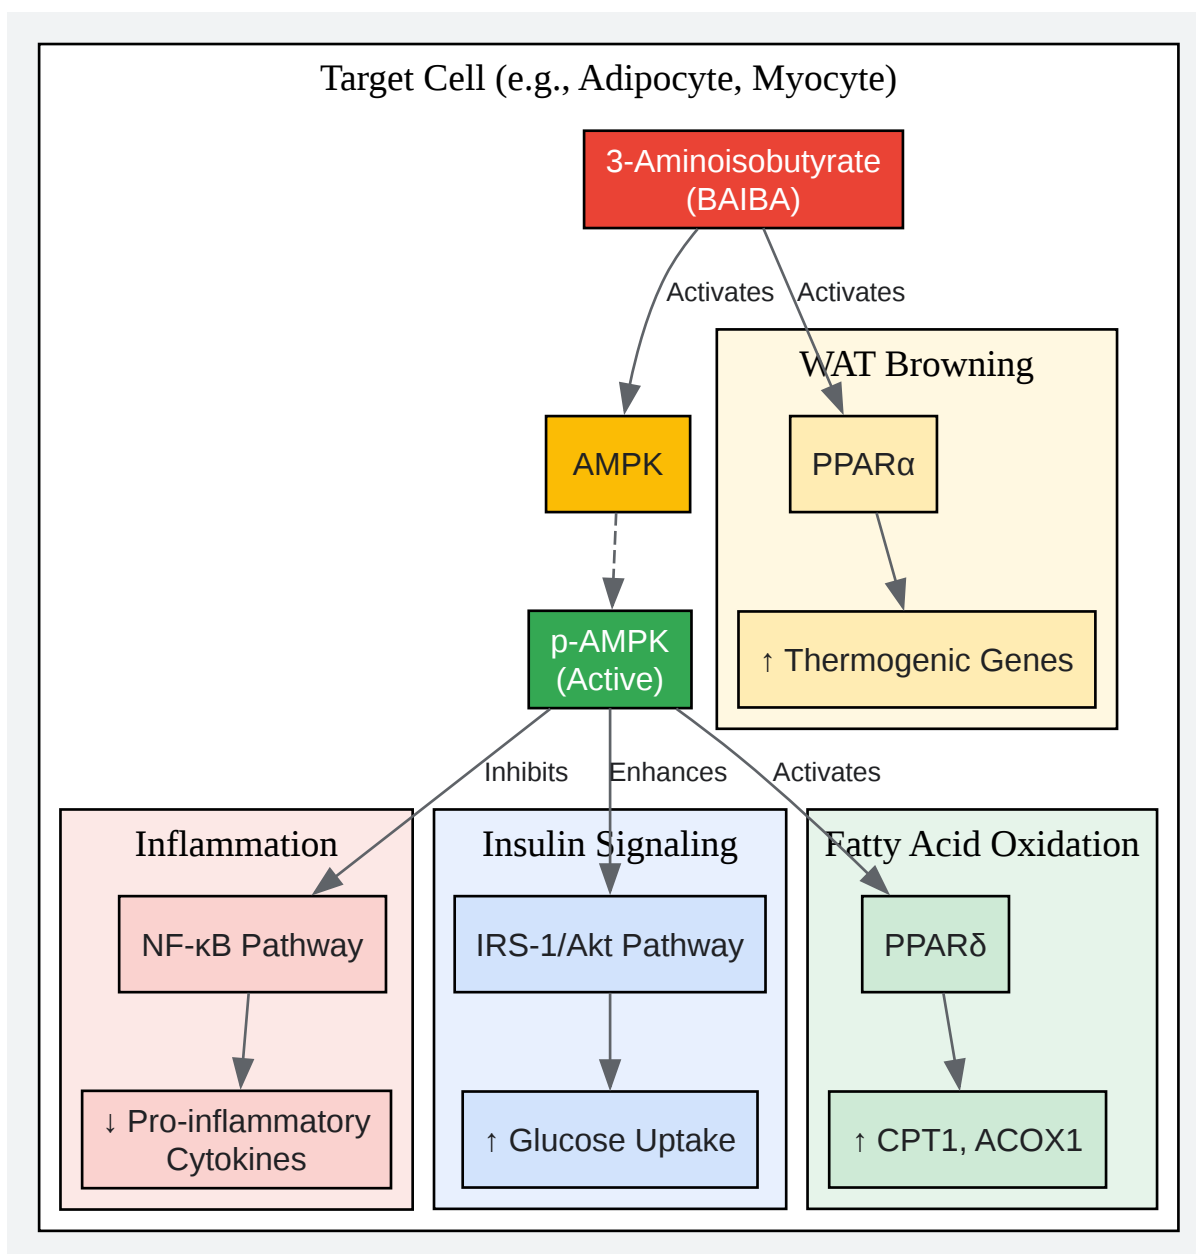 Target Cell (e.g., Adipocyte, Myocyte)
3-Aminoisobutyrate
(BAIBA)
Activates
Activates
WAT Browning
AMPK
PPARα
p-AMPK
(Active)
↑ Thermogenic Genes
Inhibits
Enhances
Activates
Inflammation
Insulin Signaling
Fatty Acid Oxidation
NF-κB Pathway
IRS-1/Akt Pathway
PPARδ
↓ Pro-inflammatory
Cytokines
↑ Glucose Uptake
↑ CPT1, ACOX1